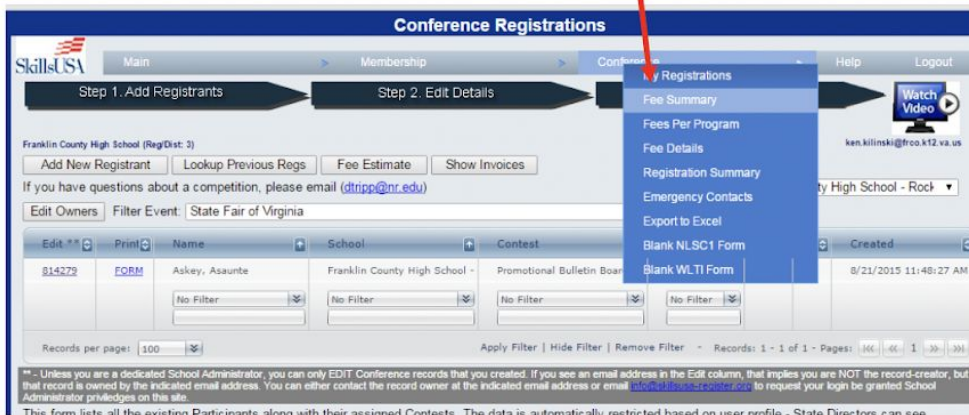 Conference Registrations
SkillsUSA
Main > Membership > Conference > Help Logout
Step 1. Add Registrants
Step 2. Edit Details
Watch Video
My Registrations
Fee Summary
Fees Per Program
Fee Details
Registration Summary
Emergency Contacts
Export to Excel
Blank NLSC1 Form
Blank WLTI Form
Franklin County High School (Reg/Dist: 3)
ken.kilinski@frco.k12.va.us
Add New Registrant Lookup Previous Regs Fee Estimate Show Invoices
If you have questions about a competition, please email (dtripp@nr.edu)
ty High School - Rock
Edit Owners Filter Event: State Fair of Virginia
Edit ** Print Name School Contest Created
814279 FORM Askey, Asaunte Franklin County High School - Promotional Bulletin Boar 8/21/2015 11:48:27 AM
No Filter No Filter No Filter No Filter
Records per page: 100 Apply Filter | Hide Filter | Remove Filter - Records: 1 - 1 of 1 - Pages: 1
** - Unless you are a dedicated School Administrator, you can only EDIT Conference records that you created. If you see an email address in the Edit column, that implies you are NOT the record-creator, but
that record is owned by the indicated email address. You can either contact the record owner at the indicated email address or email info@skillsusa-register.org to request your login be granted School
Administrator priviledges on this site.
This form lists all the existing Participants along with their assigned Contests. The data is automatically restricted based on user profile - State Directors can see